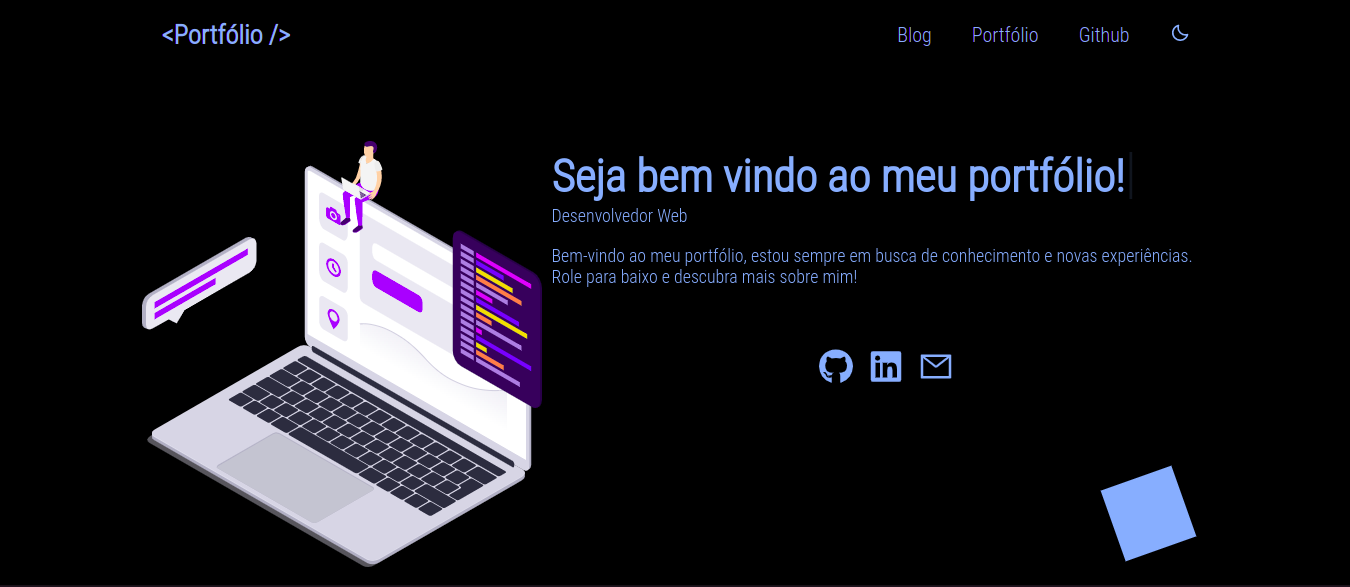 <Portfólio />
Blog Portfólio Github
Seja bem vindo ao meu portfólio!
Desenvolvedor Web
Bem-vindo ao meu portfólio, estou sempre em busca de conhecimento e novas experiências.
Role para baixo e descubra mais sobre mim!
in